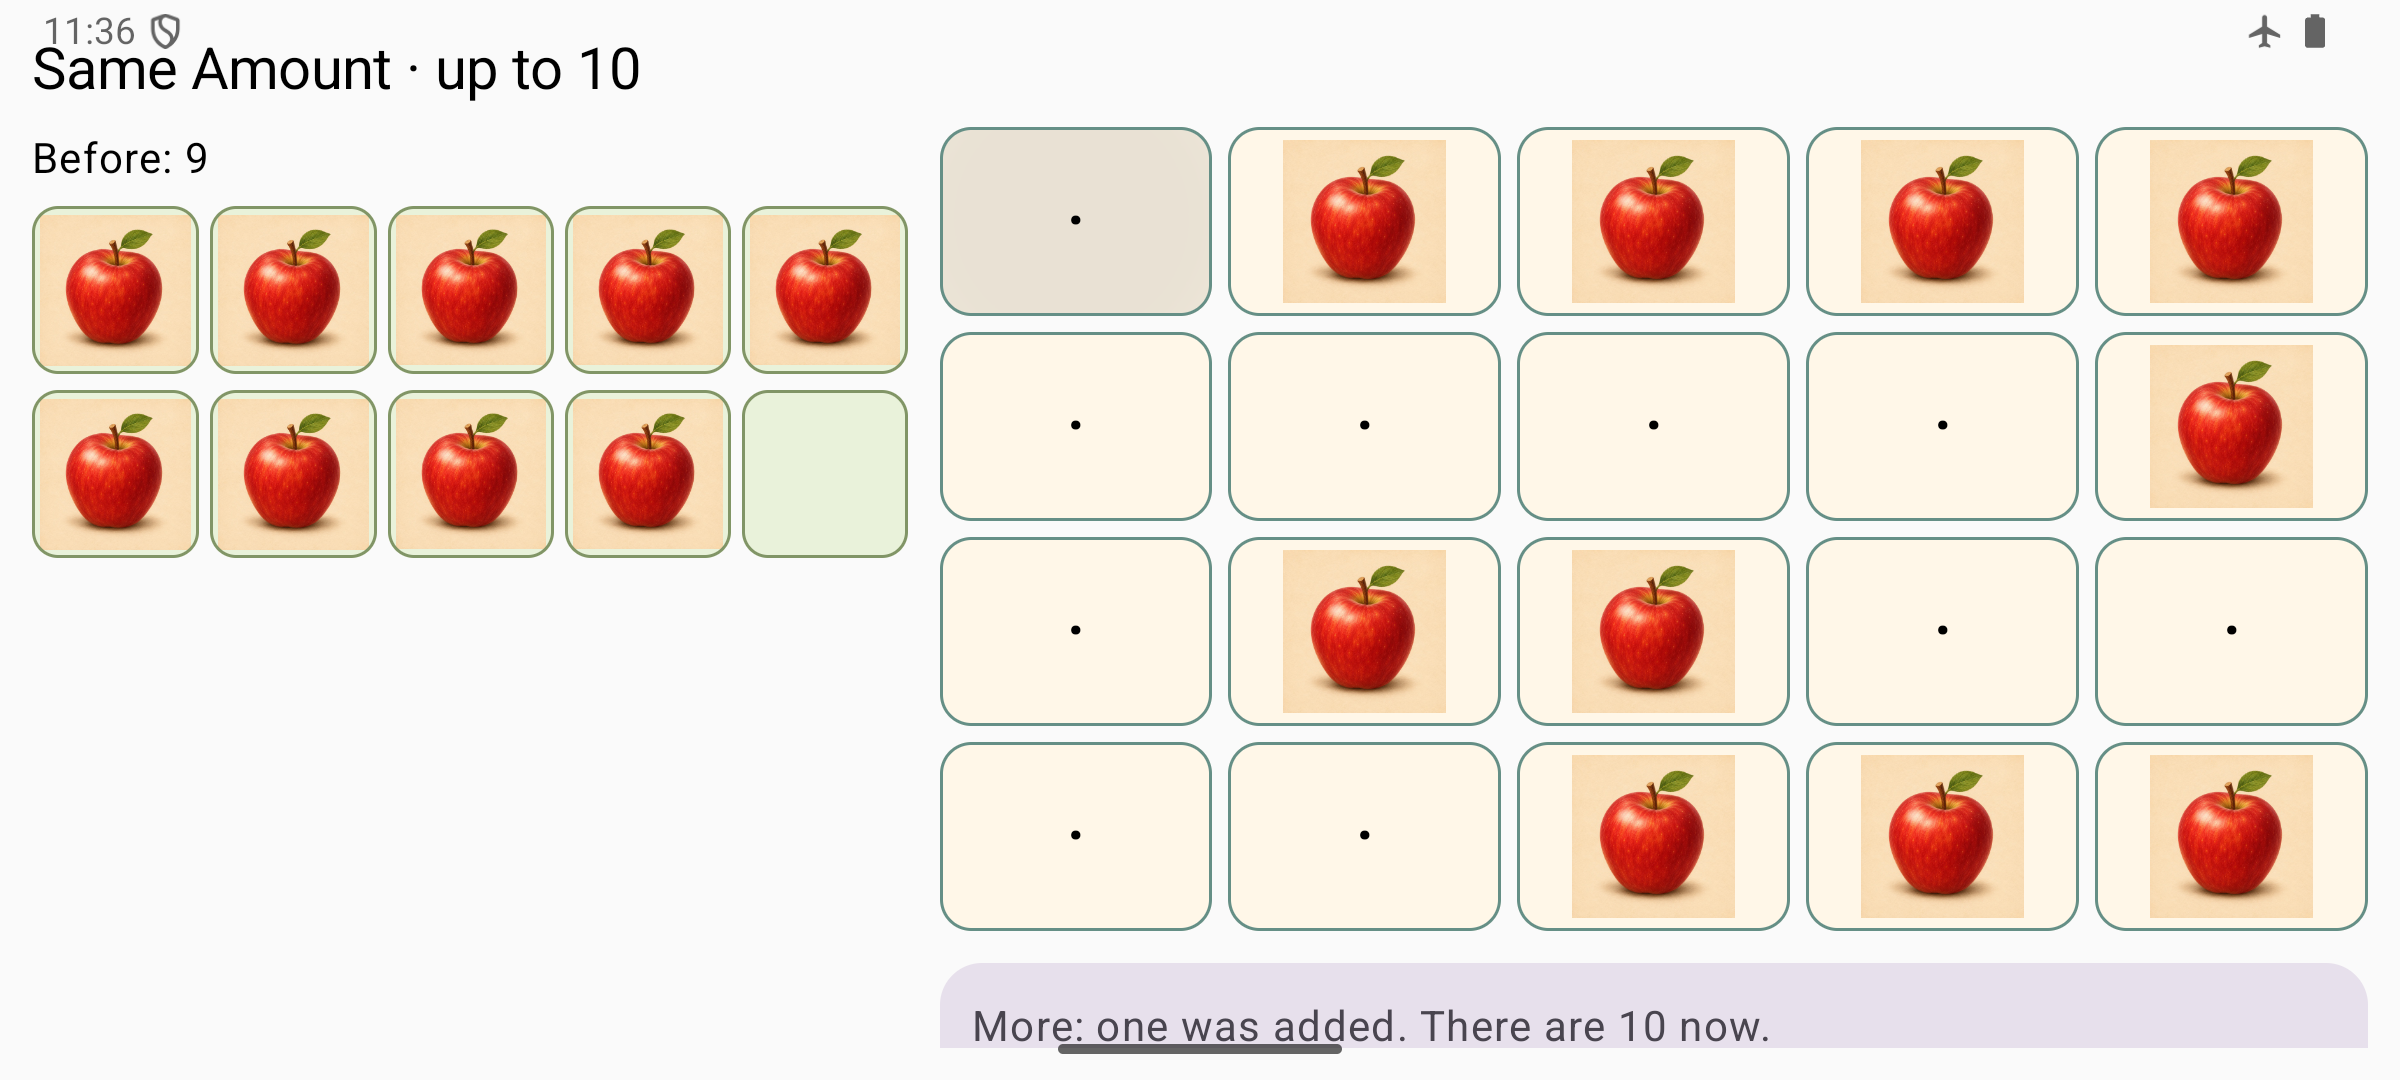 11:36
Same Amount · up to 10
Before: 9
More: one was added. There are 10 now.